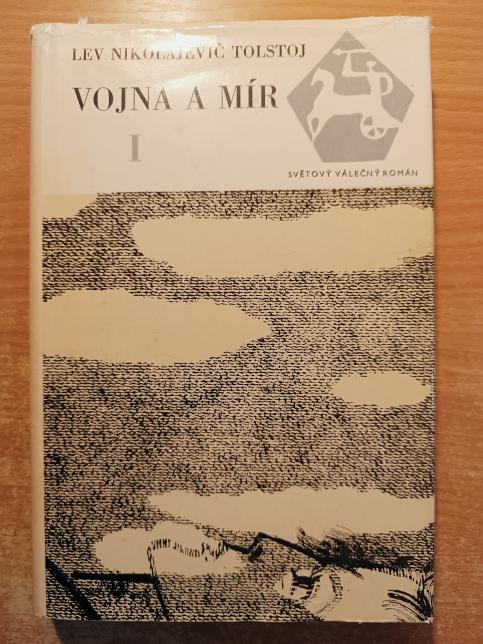 LEV NIKOLAJEVIČ TOLSTOJ
VOJNA A MÍR
I
SVĚTOVÝ VÁLEČNÝ ROMÁN